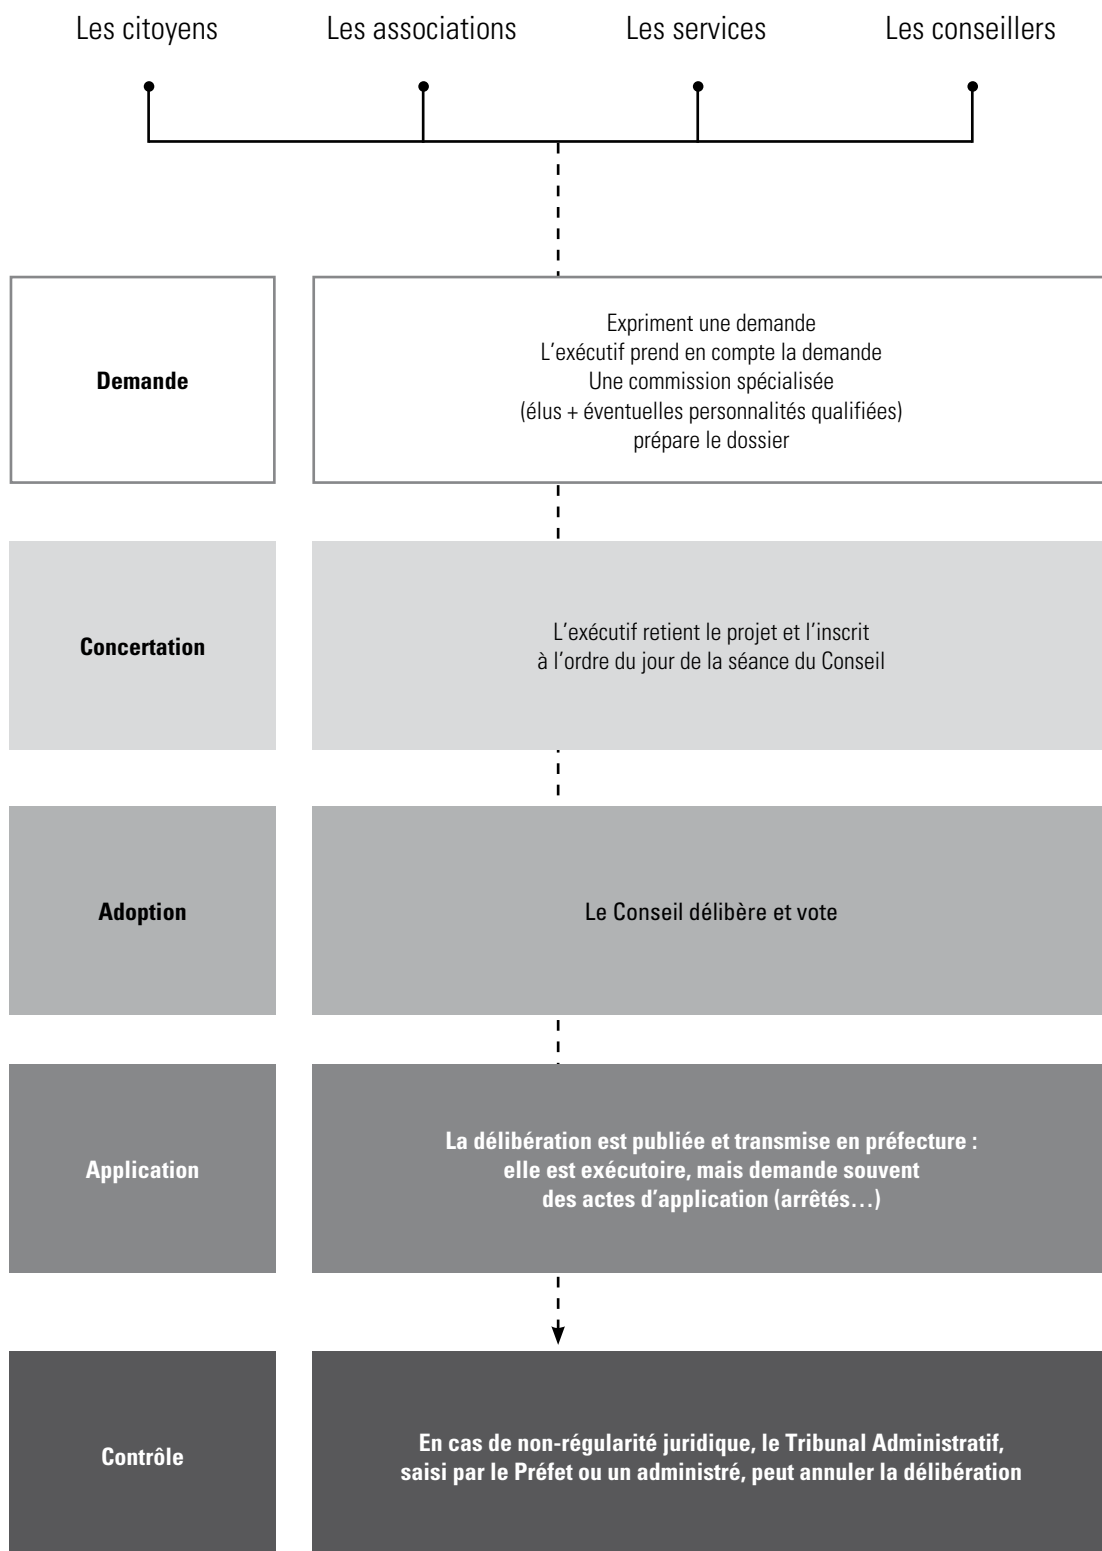 Les citoyens
Les associations
Les services
Les conseillers
Demande
Expriment une demande
L'exécutif prend en compte la demande
Une commission spécialisée
(élus + éventuelles personnalités qualifiées)
prépare le dossier
Concertation
L'exécutif retient le projet et l'inscrit
à l'ordre du jour de la séance du Conseil
Adoption
Le Conseil délibère et vote
Application
La délibération est publiée et transmise en préfecture :
elle est exécutoire, mais demande souvent
des actes d'application (arrêtés…)
Contrôle
En cas de non-régularité juridique, le Tribunal Administratif,
saisi par le Préfet ou un administré, peut annuler la délibération